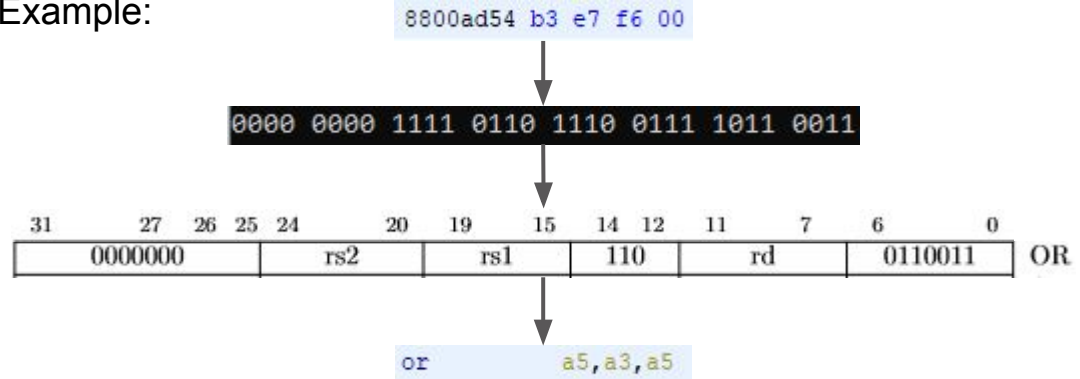 Example:
8800ad54 b3 e7 f6 00
0000 0000 1111 0110 1110 0111 1011 0011
31 27 26 25 24 20 19 15 14 12 11 7 6 0
0000000 rs2 rs1 110 rd 0110011 OR
or a5,a3,a5